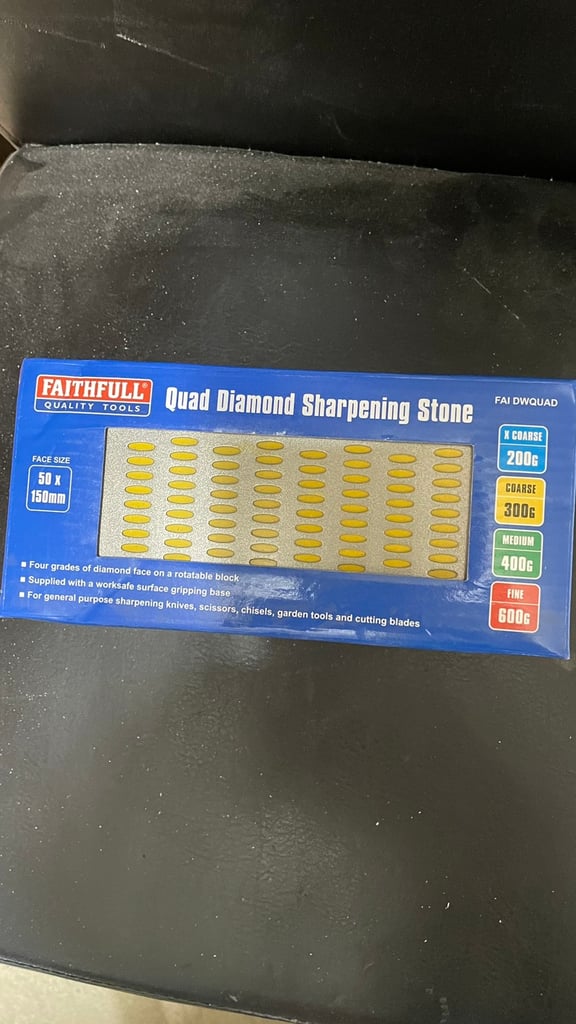 FAITHFULL®
QUALITY TOOLS
Quad Diamond Sharpening Stone
FAI DWQUAD
FACE SIZE
50 X
150mm
X COARSE
200G
COARSE
300G
MEDIUM
400G
FINE
600G
▪ Four grades of diamond face on a rotatable block
▪ Supplied with a worksafe surface gripping base
▪ For general purpose sharpening knives, scissors, chisels, garden tools and cutting blades